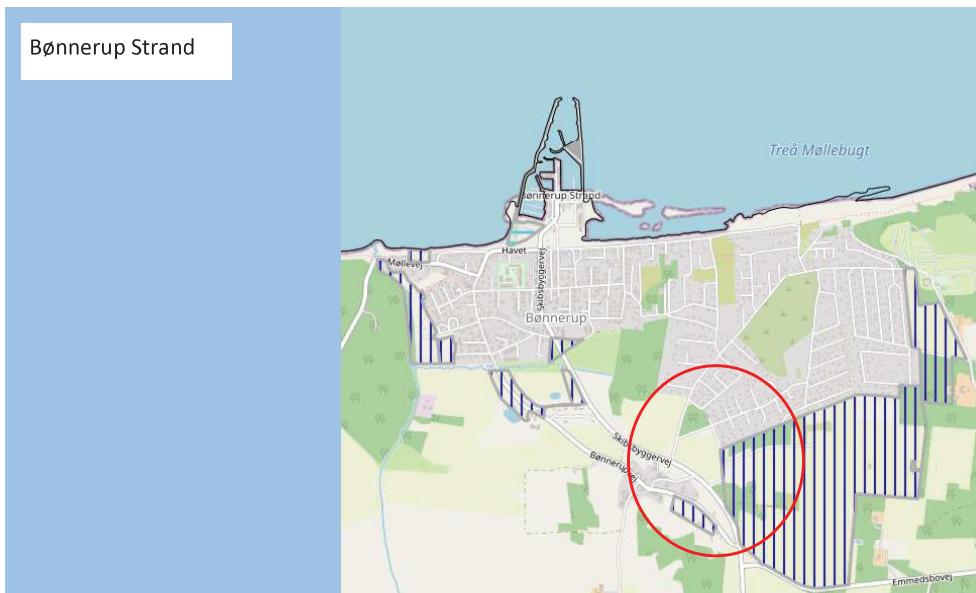 Bønnerup Strand
Treå Møllebugt
Bønnerup Strand
Havet
Møllevej
Skibsbyggervej
Bønnerup
Skibsbyggervej
Bønnerupvej
Emmedsbovej